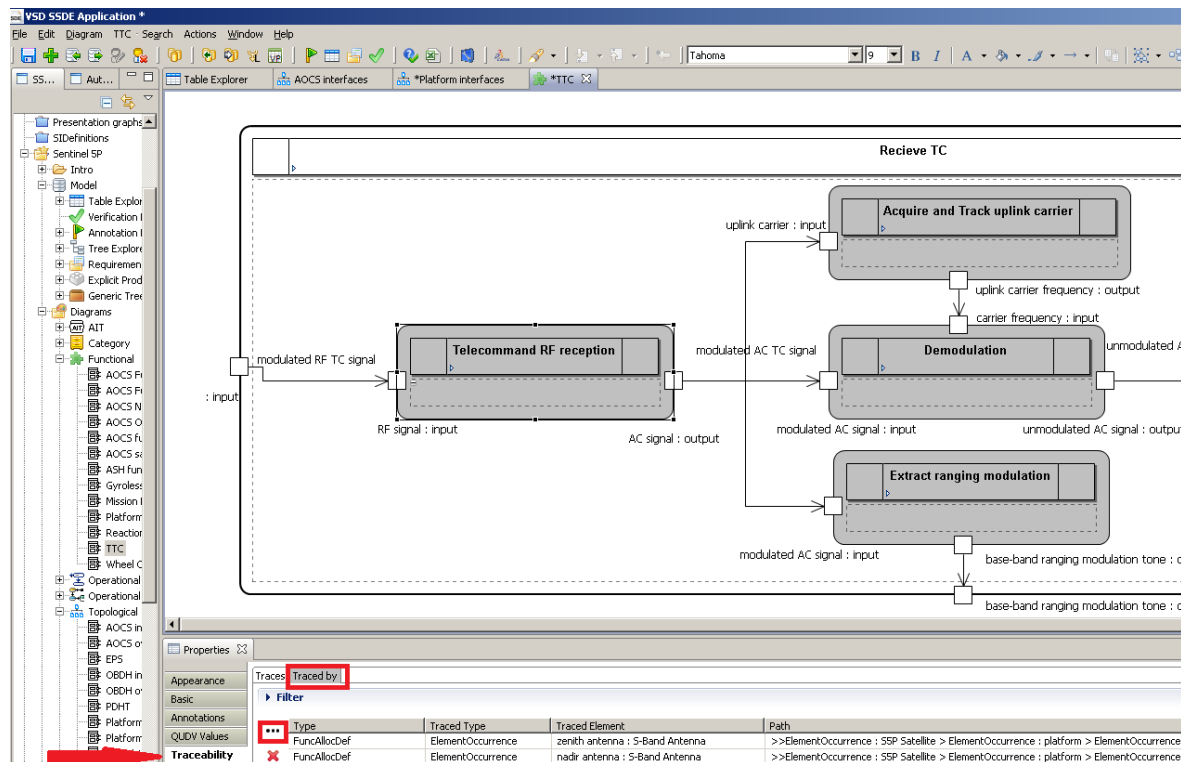 VSD SSDE Application *
File Edit Diagram TTC Search Actions Window Help
Tahoma 9 B I A
SS... Aut... Table Explorer AOCS interfaces *Platform interfaces *TTC
Presentation graphs
SIDefinitions
Sentinel 5P
Intro
Model
Table Explor
Verification
Annotation
Tree Explore
Requiremen
Explicit Prod
Generic Tree
Diagrams
AIT
Category
Functional
AOCS F
AOCS F
AOCS N
AOCS O
AOCS fu
AOCS sa
ASH fun
Gyroless
Mission
Platform
Reaction
TTC
Wheel C
Operational
Operational
Topological
AOCS in
AOCS o
EPS
OBDH in
OBDH o
PDHT
Platform
Platform
Recieve TC
Acquire and Track uplink carrier
uplink carrier : input
uplink carrier frequency : output
carrier frequency : input
modulated RF TC signal
Telecommand RF reception
modulated AC TC signal
Demodulation
unmodulated A
: input
RF signal : input
AC signal : output
modulated AC signal : input
unmodulated AC signal : outpu
Extract ranging modulation
modulated AC signal : input
base-band ranging modulation tone : o
base-band ranging modulation tone : o
Properties
Appearance
Basic
Annotations
QUDV Values
Traceability
Traces Traced by
Filter
... Type Traced Type Traced Element Path
FuncAllocDef ElementOccurrence zenith antenna : S-Band Antenna >>ElementOccurrence : S5P Satellite > ElementOccurrence : platform > ElementOccurrence
FuncAllocDef ElementOccurrence nadir antenna : S-Band Antenna >>ElementOccurrence : S5P Satellite > ElementOccurrence : platform > ElementOccurrence